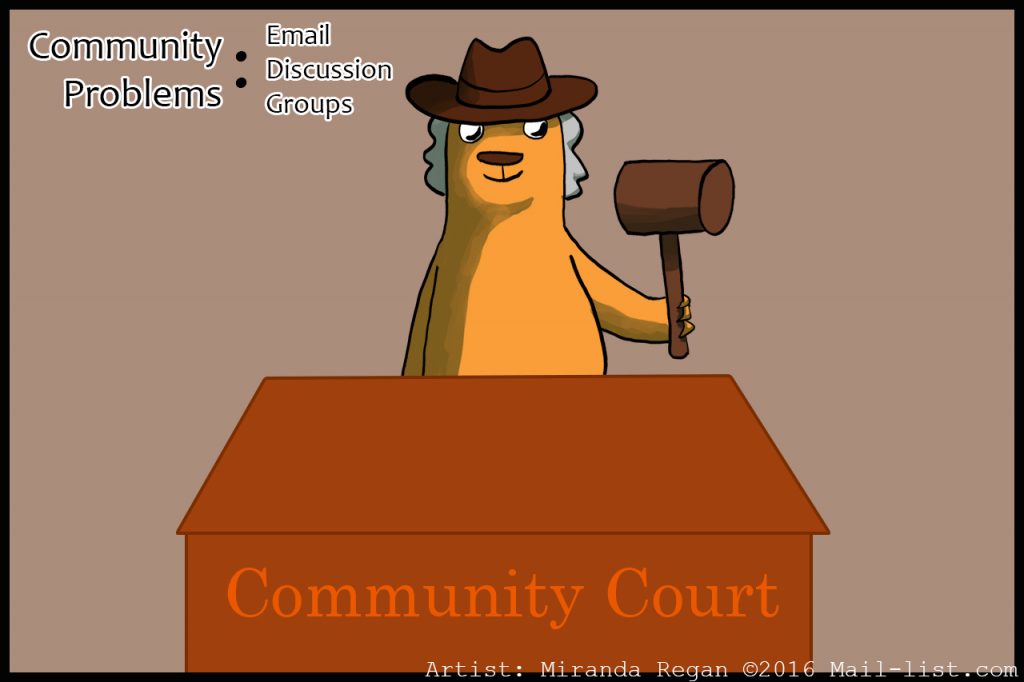 Community
Problems
:
Email
Discussion
Groups
Community Court
Artist: Miranda Regan ©2016 Mail-list.com